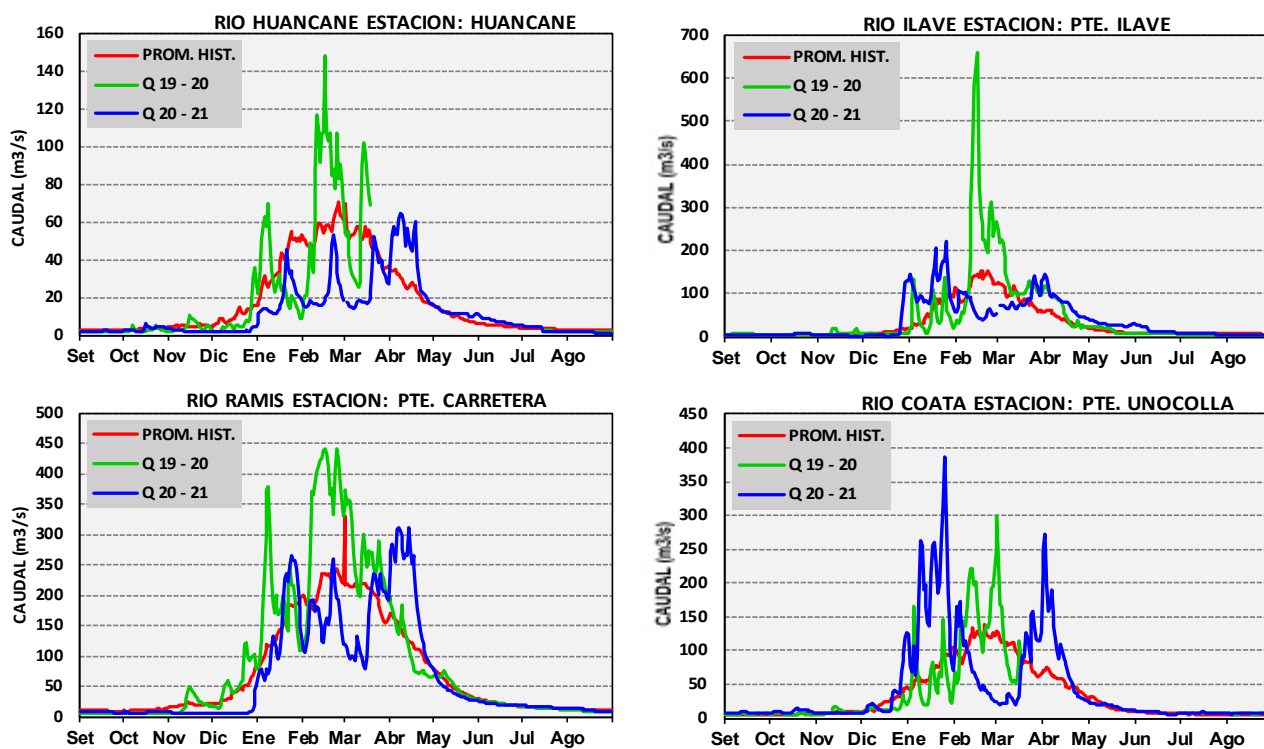 RIO HUANCANE ESTACION: HUANCANE
160
140
120
100
80
60
40
20
0
CAUDAL (m3/s)
PROM. HIST.
Q 19 - 20
Q 20 - 21
Set Oct Nov Dic Ene Feb Mar Abr May Jun Jul Ago
RIO ILAVE ESTACION: PTE. ILAVE
700
600
500
400
300
200
100
0
CAUDAL (m3/s)
PROM. HIST.
Q 19 - 20
Q 20 - 21
Set Oct Nov Dic Ene Feb Mar Abr May Jun Jul Ago
RIO RAMIS ESTACION: PTE. CARRETERA
500
450
400
350
300
250
200
150
100
50
0
CAUDAL (m3/s)
PROM. HIST.
Q 19 - 20
Q 20 - 21
Set Oct Nov Dic Ene Feb Mar Abr May Jun Jul Ago
RIO COATA ESTACION: PTE. UNOCOLLA
450
400
350
300
250
200
150
100
50
0
CAUDAL (m3/s)
PROM. HIST.
Q 19 - 20
Q 20 - 21
Set Oct Nov Dic Ene Feb Mar Abr May Jun Jul Ago